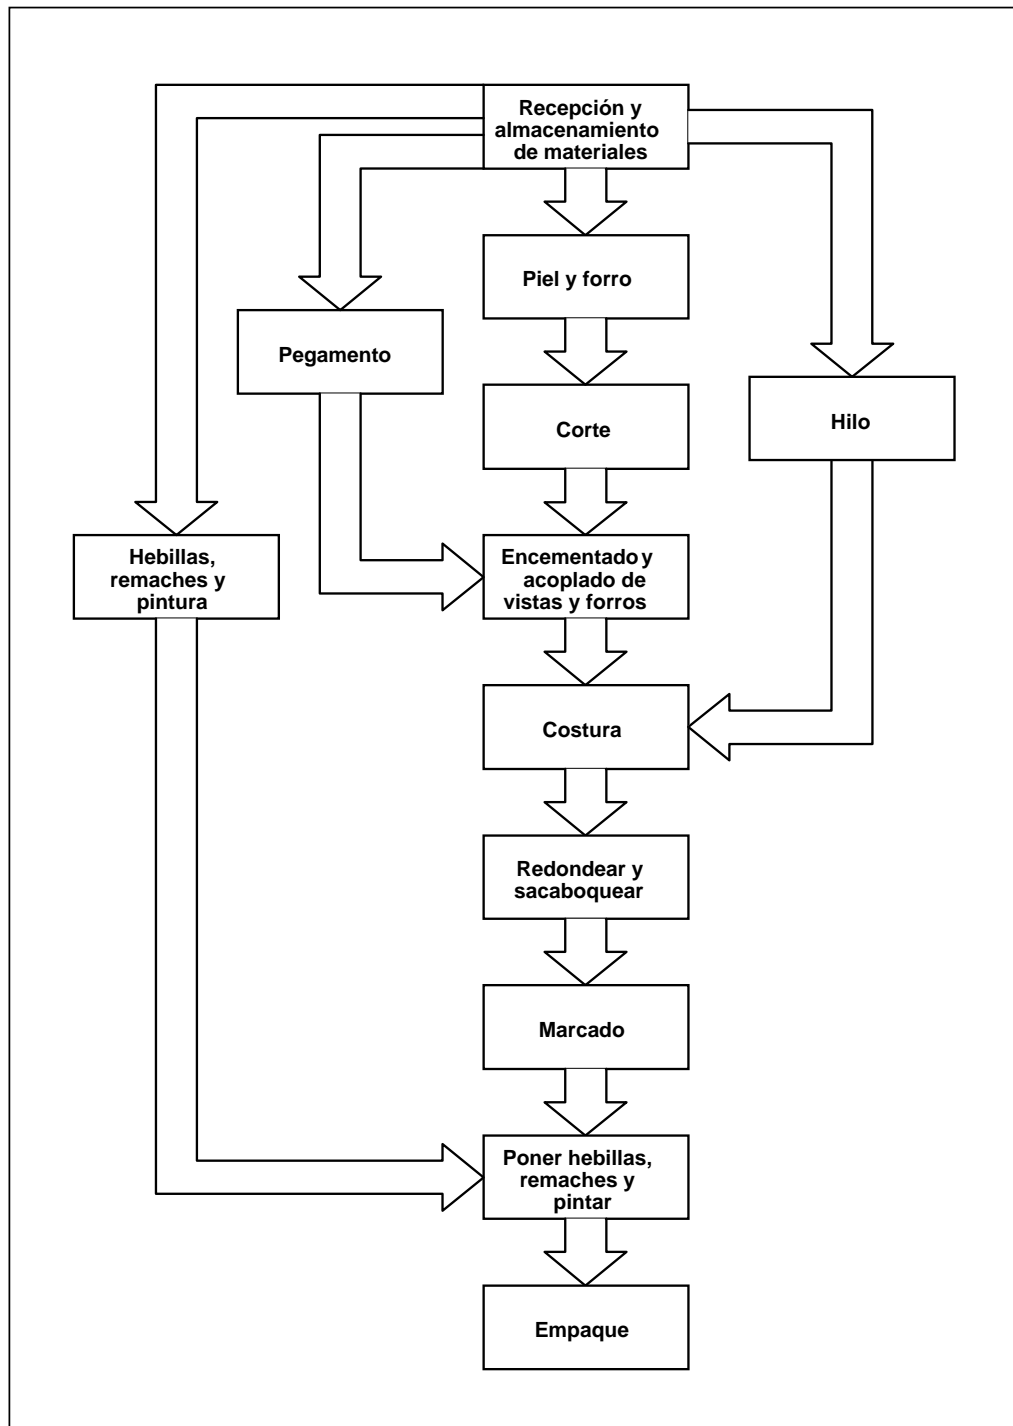 Recepción y
almacenamiento
de materiales
Piel y forro
Pegamento
Corte
Hilo
Hebillas,
remaches y
pintura
Encementado y
acoplado de
vistas y forros
Costura
Redondear y
sacaboquear
Marcado
Poner hebillas,
remaches y
pintar
Empaque